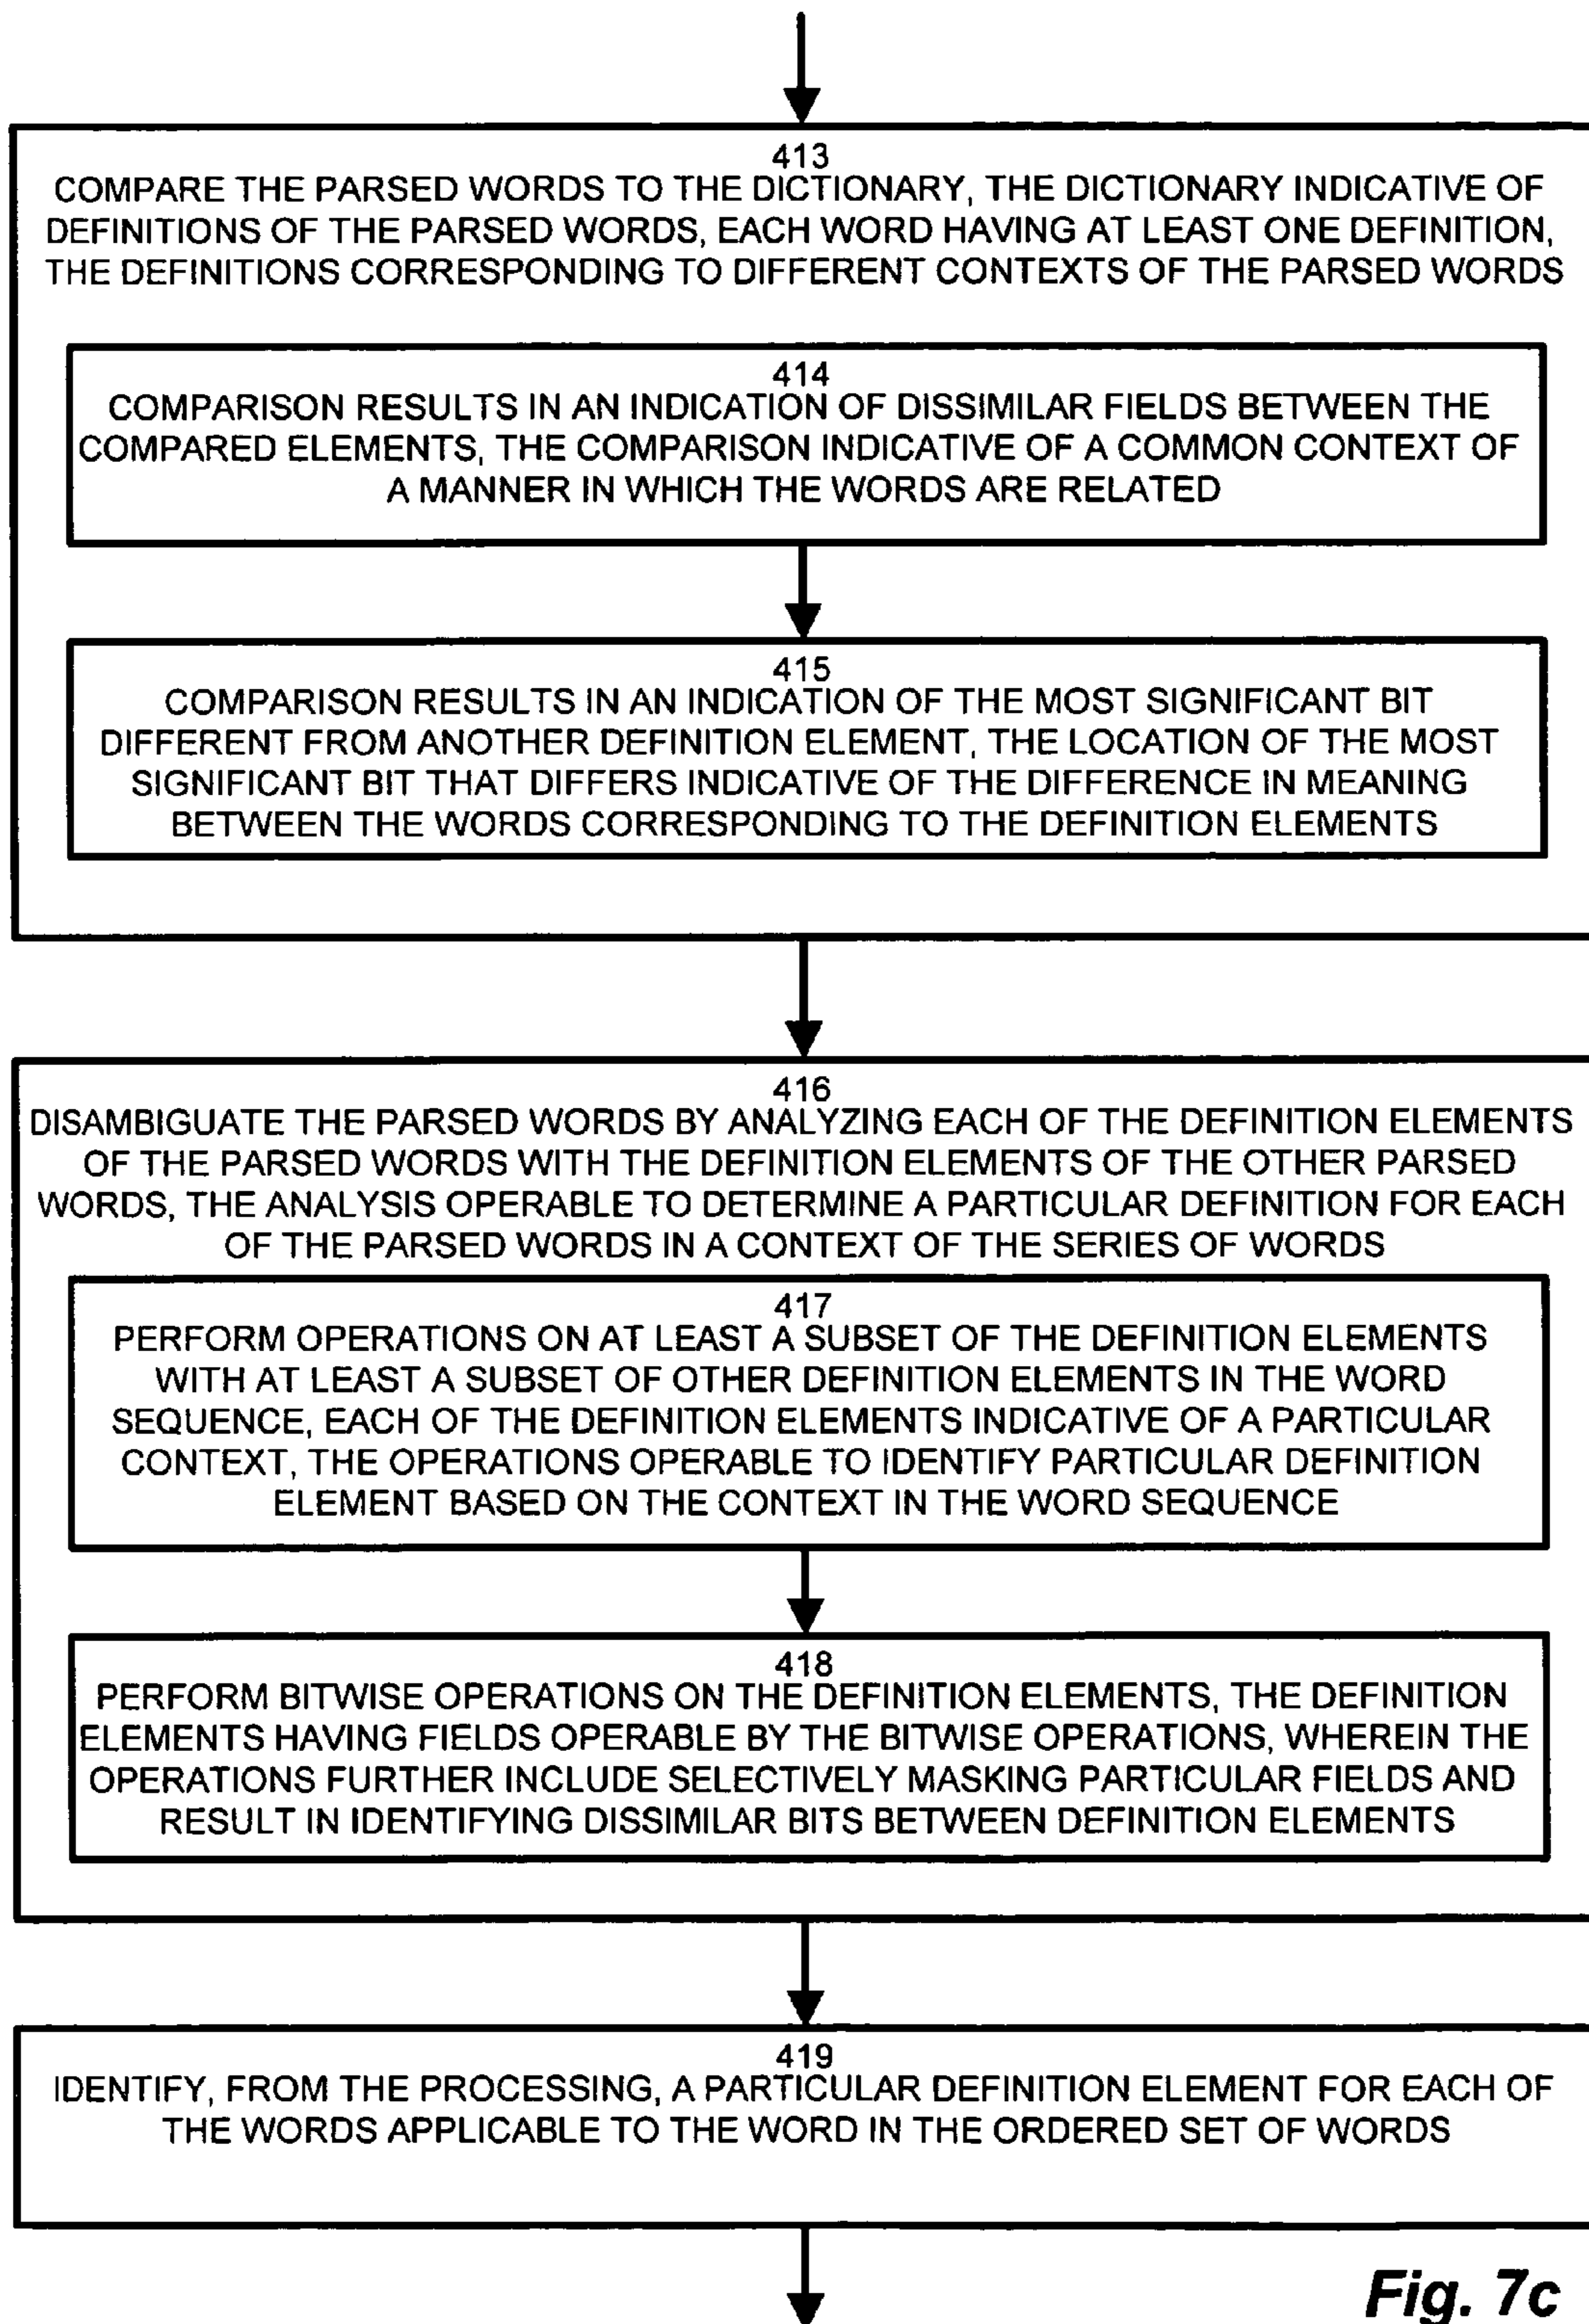 413
COMPARE THE PARSED WORDS TO THE DICTIONARY, THE DICTIONARY INDICATIVE OF
DEFINITIONS OF THE PARSED WORDS, EACH WORD HAVING AT LEAST ONE DEFINITION,
THE DEFINITIONS CORRESPONDING TO DIFFERENT CONTEXTS OF THE PARSED WORDS
414
COMPARISON RESULTS IN AN INDICATION OF DISSIMILAR FIELDS BETWEEN THE
COMPARED ELEMENTS, THE COMPARISON INDICATIVE OF A COMMON CONTEXT OF
A MANNER IN WHICH THE WORDS ARE RELATED
415
COMPARISON RESULTS IN AN INDICATION OF THE MOST SIGNIFICANT BIT
DIFFERENT FROM ANOTHER DEFINITION ELEMENT, THE LOCATION OF THE MOST
SIGNIFICANT BIT THAT DIFFERS INDICATIVE OF THE DIFFERENCE IN MEANING
BETWEEN THE WORDS CORRESPONDING TO THE DEFINITION ELEMENTS
416
DISAMBIGUATE THE PARSED WORDS BY ANALYZING EACH OF THE DEFINITION ELEMENTS
OF THE PARSED WORDS WITH THE DEFINITION ELEMENTS OF THE OTHER PARSED
WORDS, THE ANALYSIS OPERABLE TO DETERMINE A PARTICULAR DEFINITION FOR EACH
OF THE PARSED WORDS IN A CONTEXT OF THE SERIES OF WORDS
417
PERFORM OPERATIONS ON AT LEAST A SUBSET OF THE DEFINITION ELEMENTS
WITH AT LEAST A SUBSET OF OTHER DEFINITION ELEMENTS IN THE WORD
SEQUENCE, EACH OF THE DEFINITION ELEMENTS INDICATIVE OF A PARTICULAR
CONTEXT, THE OPERATIONS OPERABLE TO IDENTIFY PARTICULAR DEFINITION
ELEMENT BASED ON THE CONTEXT IN THE WORD SEQUENCE
418
PERFORM BITWISE OPERATIONS ON THE DEFINITION ELEMENTS, THE DEFINITION
ELEMENTS HAVING FIELDS OPERABLE BY THE BITWISE OPERATIONS, WHEREIN THE
OPERATIONS FURTHER INCLUDE SELECTIVELY MASKING PARTICULAR FIELDS AND
RESULT IN IDENTIFYING DISSIMILAR BITS BETWEEN DEFINITION ELEMENTS
419
IDENTIFY, FROM THE PROCESSING, A PARTICULAR DEFINITION ELEMENT FOR EACH OF
THE WORDS APPLICABLE TO THE WORD IN THE ORDERED SET OF WORDS
Fig. 7c